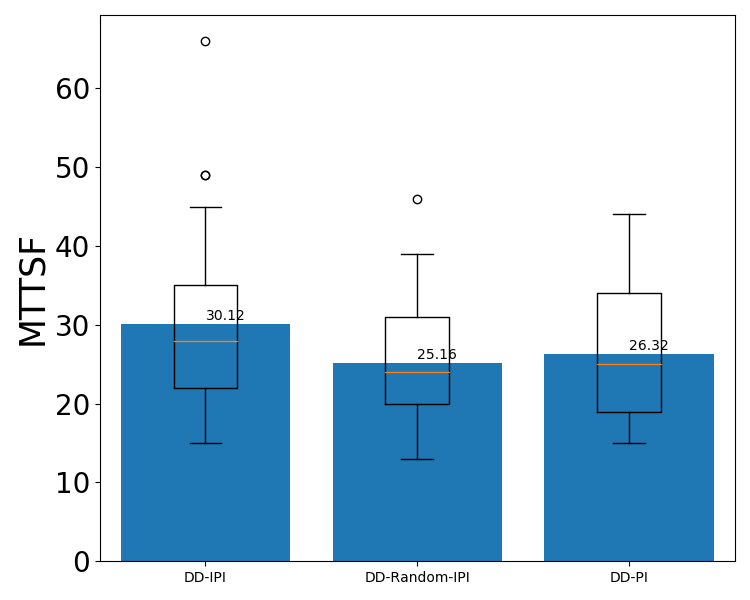 MTTSF
60
50
40
30
20
10
0
30.12
25.16
26.32
DD-IPI
DD-Random-IPI
DD-PI